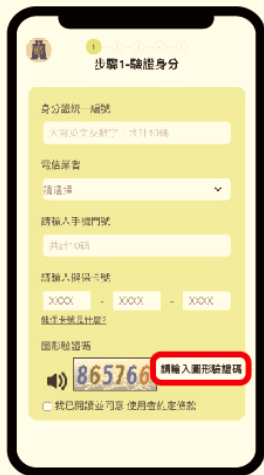 1
步驟1-驗證身分
身分證統一編號
大寫英文及數字，共計10碼
電信業者
請選擇
請輸入手機門號
共計10碼
請輸入健保卡號
XXXX - XXXX - XXXX
健保卡號是什麼?
圖形驗證碼
865766
請輸入圖形驗證碼
我已閱讀並同意 使用者約定條款